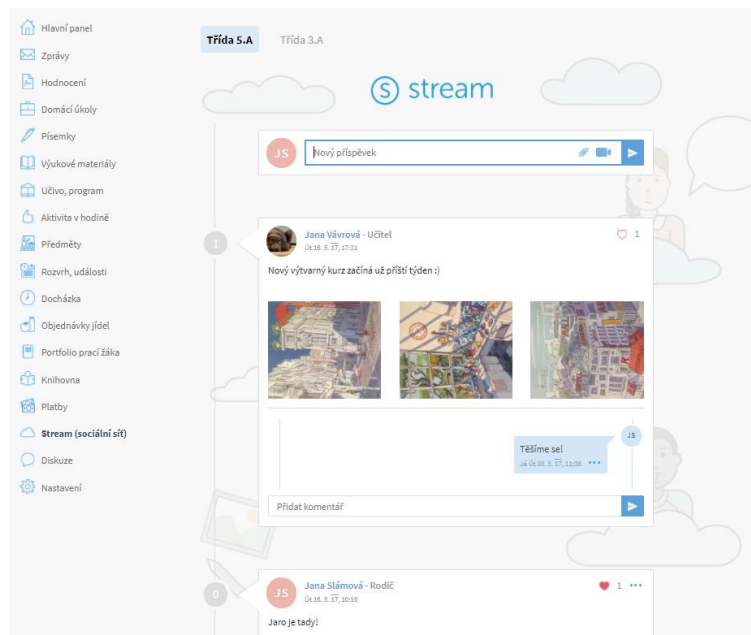 Hlavní panel
Zprávy
Hodnocení
Domácí úkoly
Písemky
Výukové materiály
Učivo, program
Aktivita v hodině
Předměty
Rozvrh, události
Docházka
Objednávky jídel
Portfolio prací žáka
Knihovna
Platby
Stream (sociální síť)
Diskuze
Nastavení
Třída 5.A Třída 3.A
S stream
JS Nový příspěvek
1
Jana Vávrová - Učitel 1
Út 16. 5. 17, 17:31
Nový výtvarný kurz začíná už příští týden :)
JS
Těšíme se!
Já Út 30. 5. 17, 11:36 •••
Přidat komentář
0
JS Jana Slámová - Rodič 1 •••
Út 16. 5. 17, 10:16
Jaro je tady!